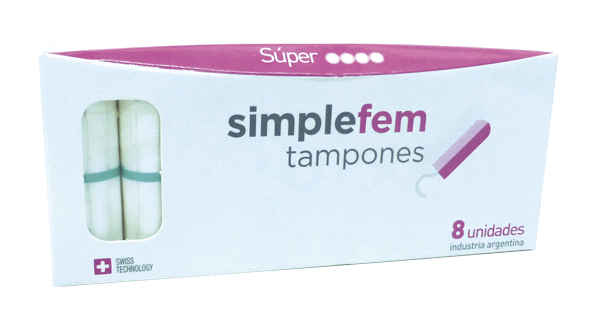 Súper
simplefem
tampones
8 unidades
industria argentina
SWISS
TECHNOLOGY